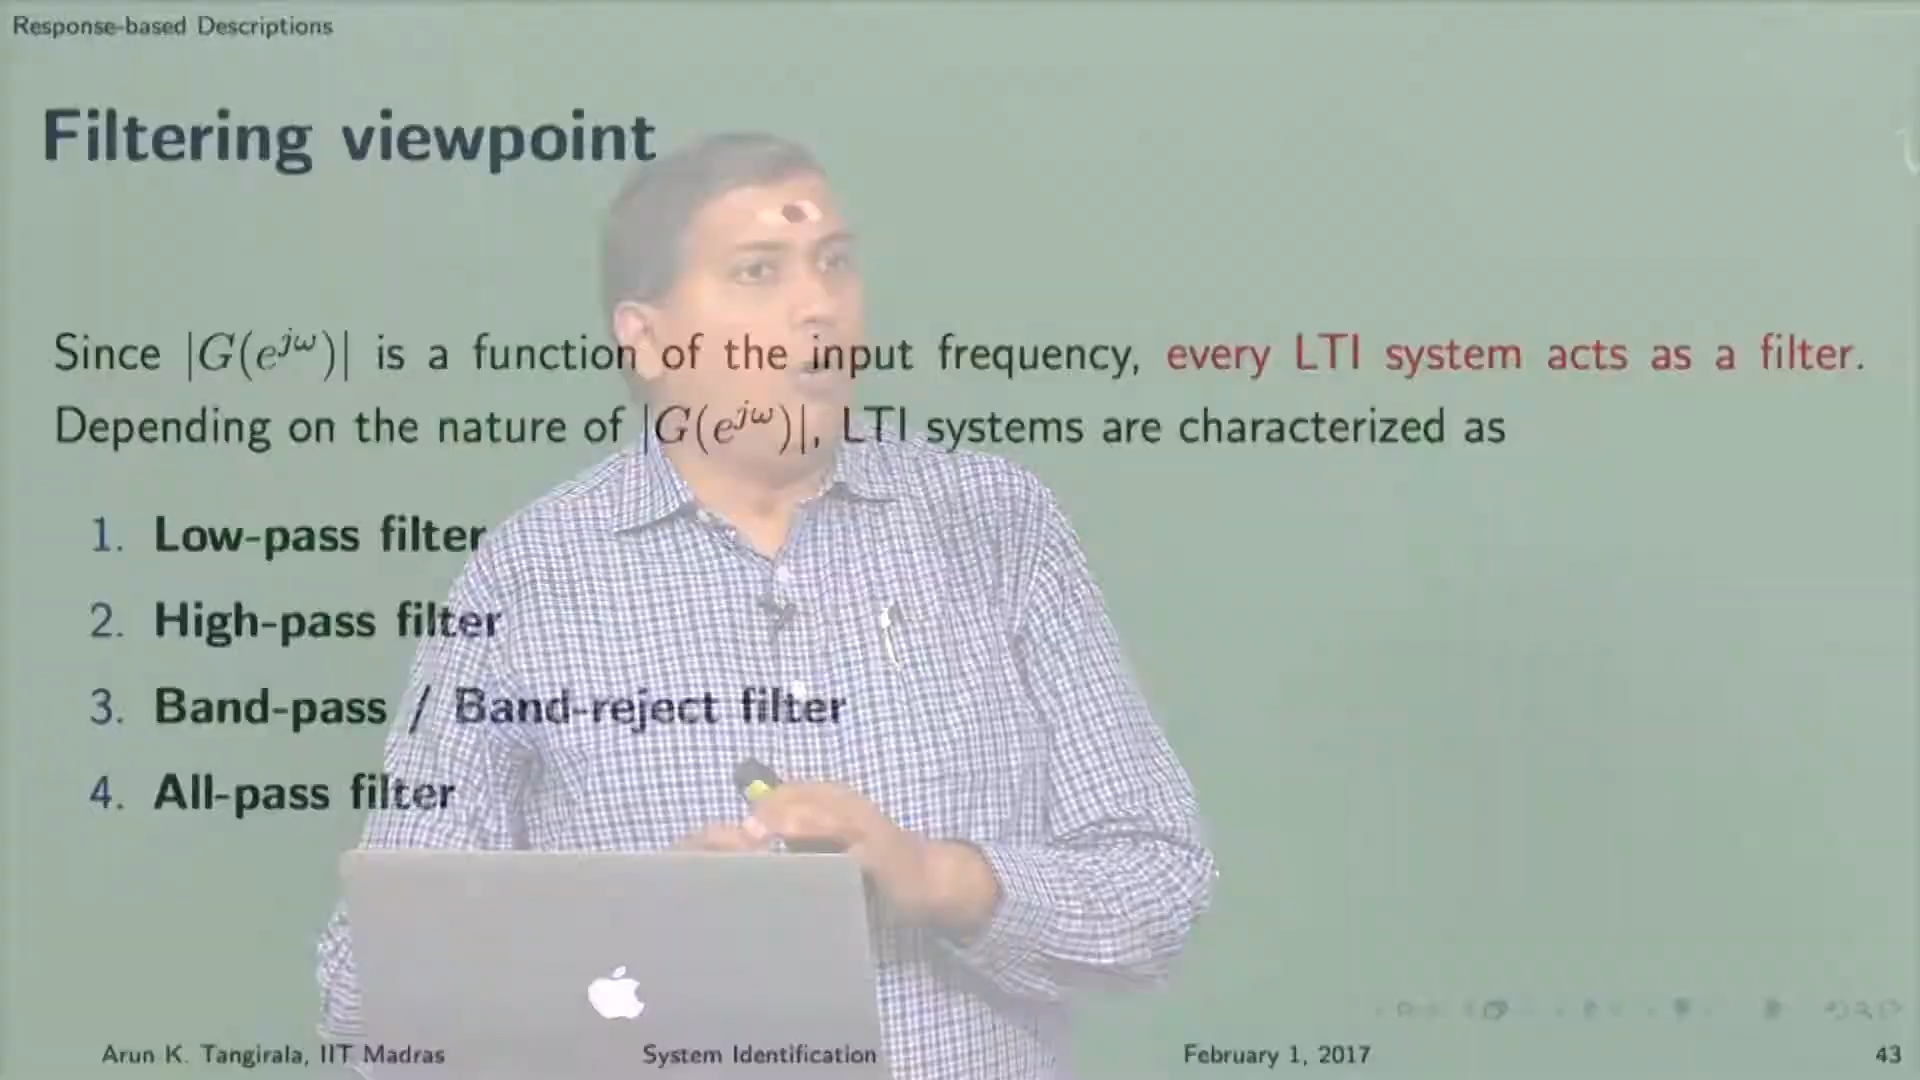 Response-based Descriptions
Filtering viewpoint
Since |G(e^{jω})| is a function of the input frequency, every LTI system acts as a filter.
Depending on the nature of |G(e^{jω})|, LTI systems are characterized as
1. Low-pass filter
2. High-pass filter
3. Band-pass / Band-reject filter
4. All-pass filter
Arun K. Tangirala, IIT Madras System Identification February 1, 2017 43